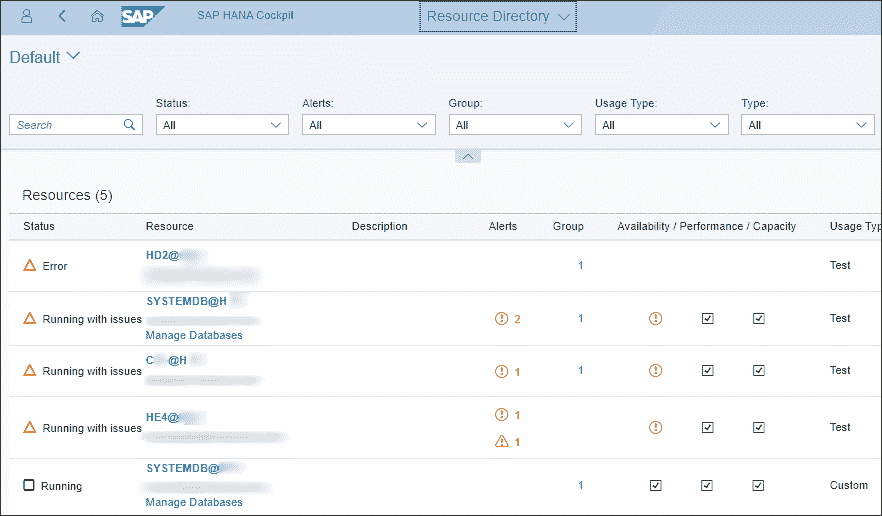 SAP SAP HANA Cockpit Resource Directory
Default
Status: Alerts: Group: Usage Type: Type:
Search All All All All All
Resources (5)
Status Resource Description Alerts Group Availability / Performance / Capacity Usage Typ
HD2@
Error 1 Test
SYSTEMDB@H
Running with issues 2 1 Test
Manage Databases
C @H
Running with issues 1 1 Test
HE4@ 1
Running with issues Test
1
SYSTEMDB@
Running 1 Custom
Manage Databases